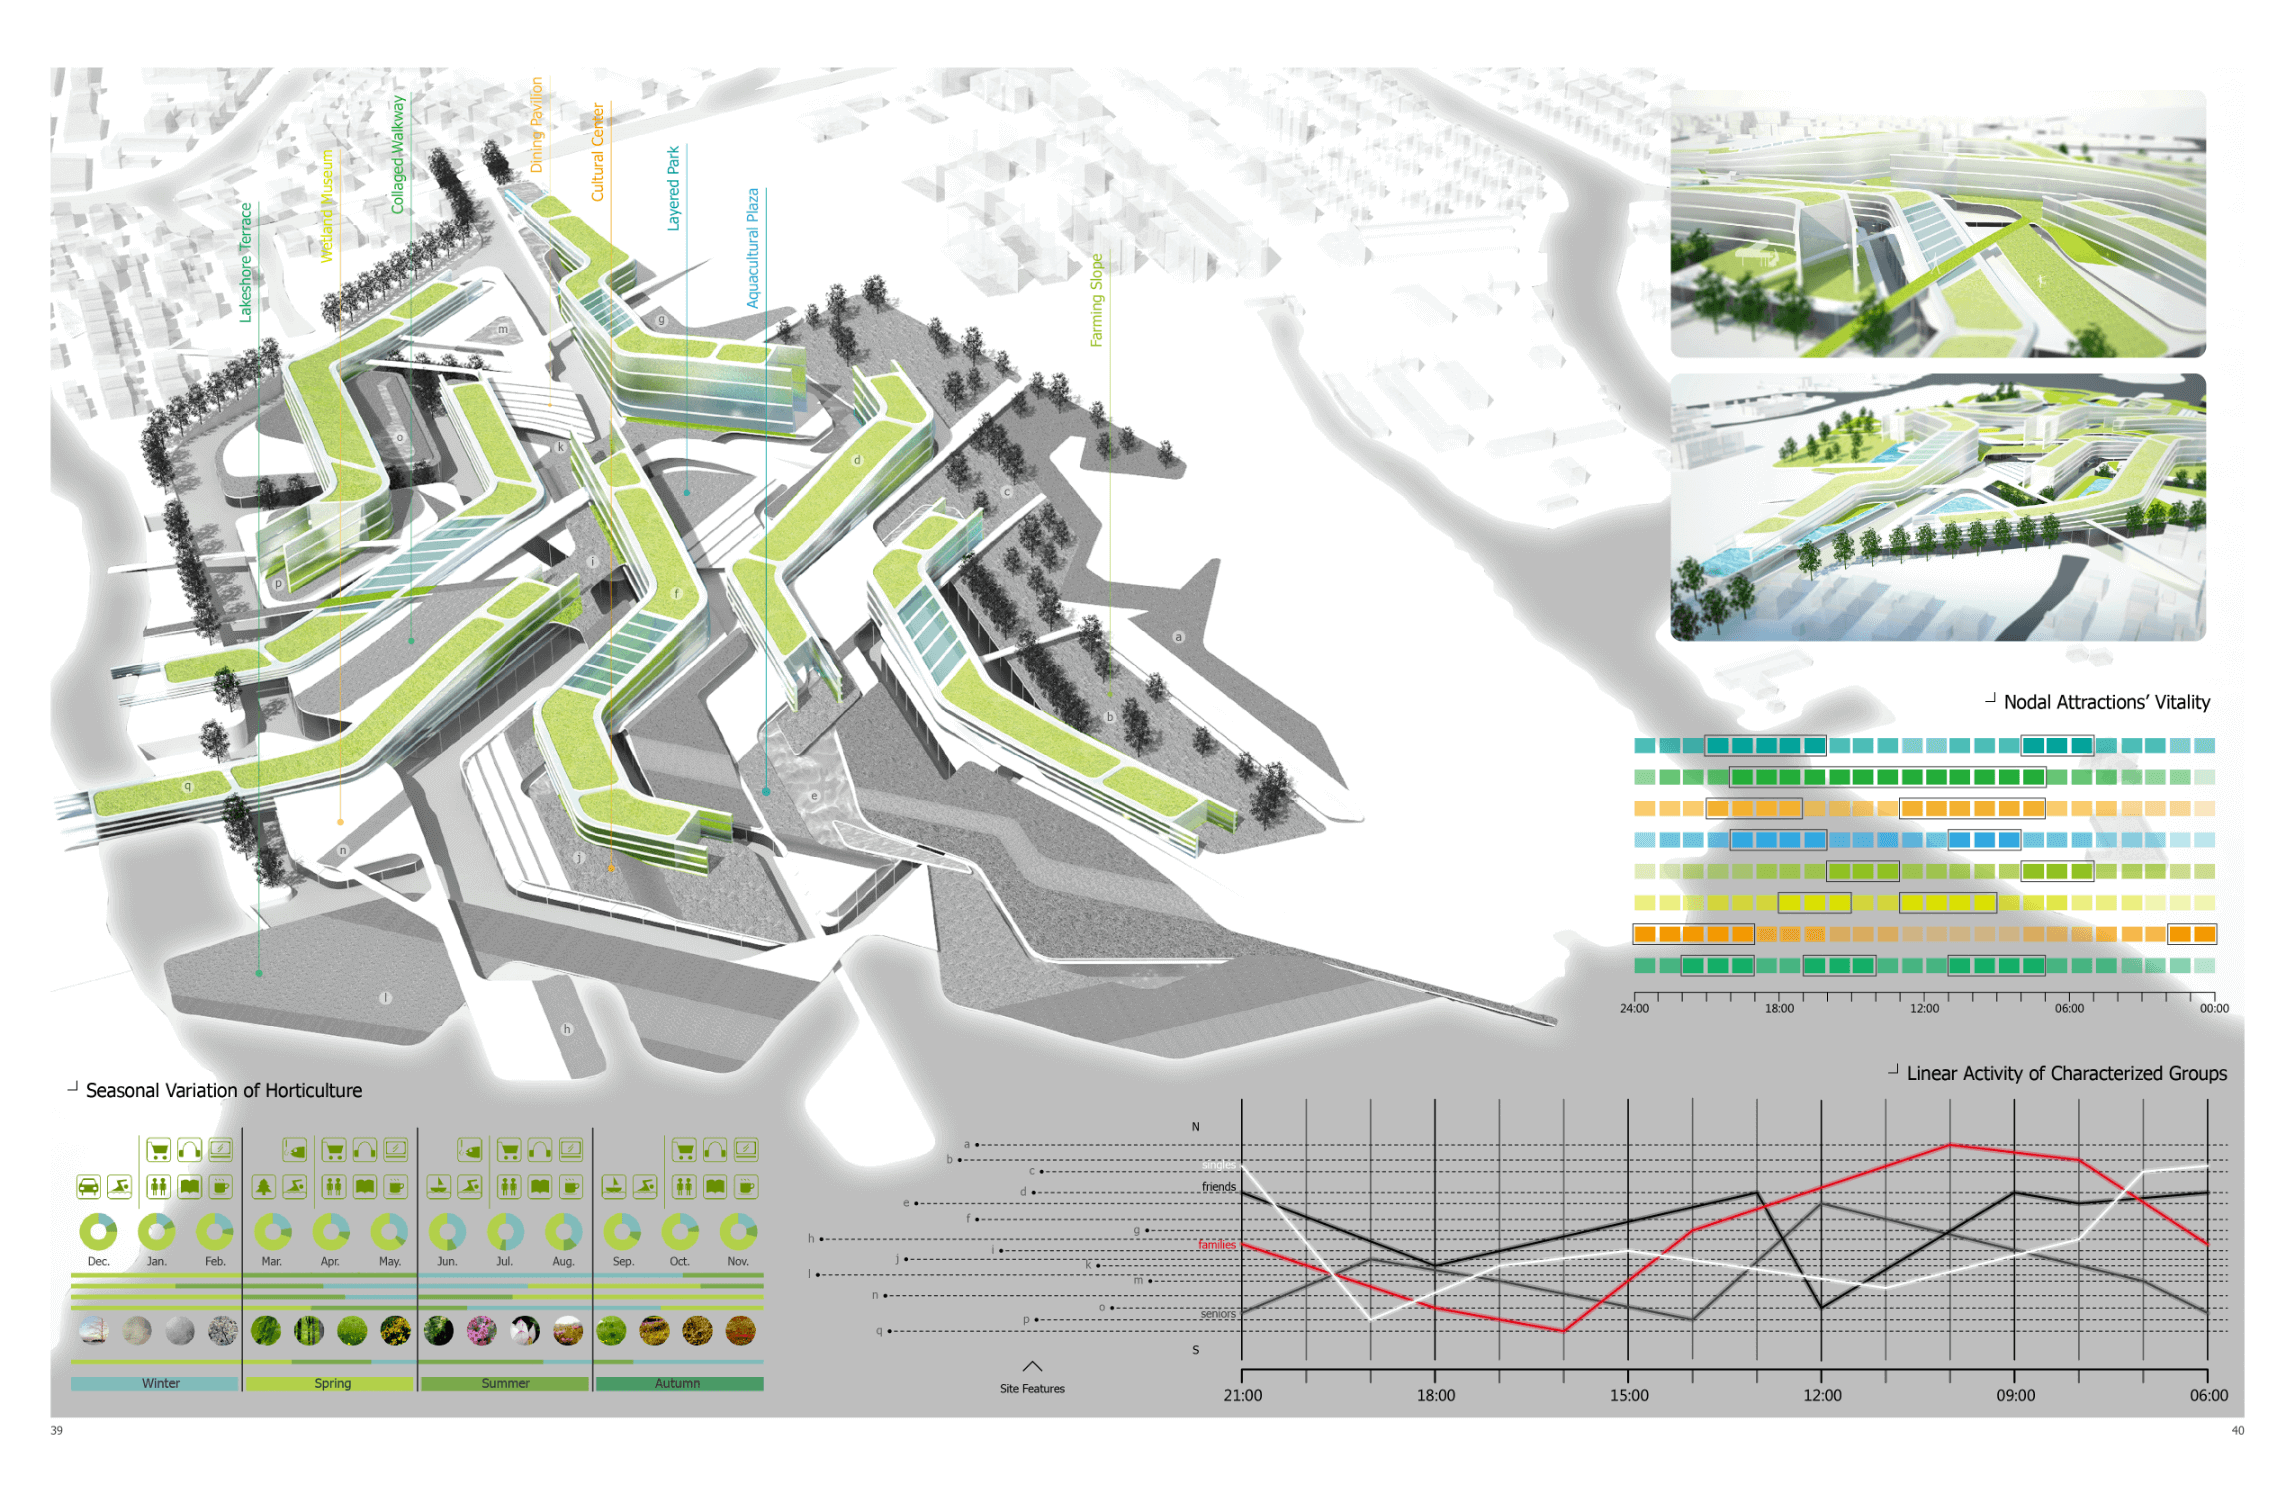 Lakeshore Terrace
Wetland Museum
Collaged Walkway
Dining Pavilion
Cultural Center
Layered Park
Aquacultural Plaza
Farming Slope
m
g
o
k
d
c
p
i
f
a
b
q
e
n
j
l
h
Nodal Attractions’ Vitality
24:00 18:00 12:00 06:00 00:00
Seasonal Variation of Horticulture
Dec. Jan. Feb. Mar. Apr. May. Jun. Jul. Aug. Sep. Oct. Nov.
Winter Spring Summer Autumn
Linear Activity of Characterized Groups
N
a
b
singles
c
friends
d
e
f
g
h
families
i
j
k
l
m
n
o
seniors
p
q
S
Site Features
21:00 18:00 15:00 12:00 09:00 06:00
39
40